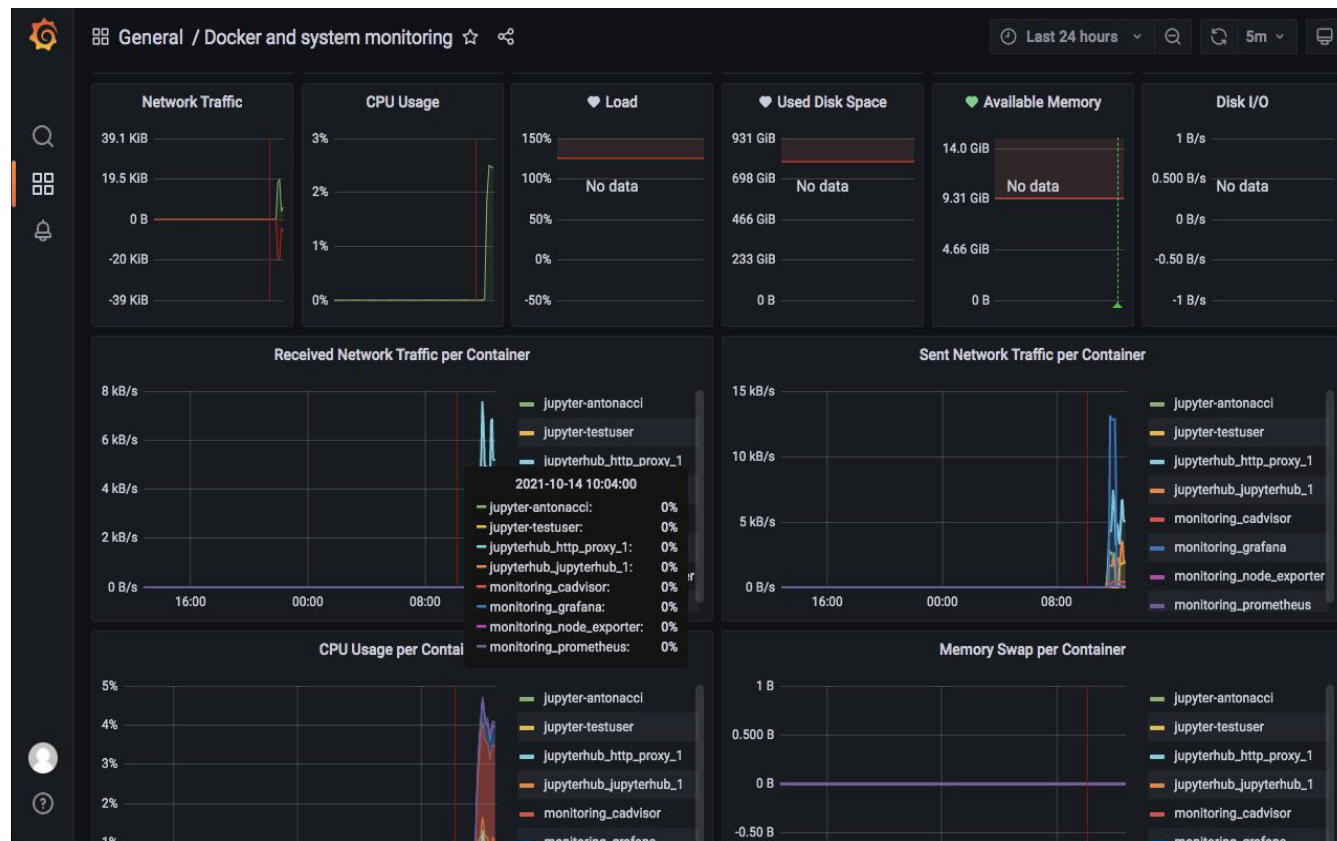 General / Docker and system monitoring
Last 24 hours
5m
Network Traffic
39.1 KiB
19.5 KiB
0 B
-20 KiB
-39 KiB
CPU Usage
3%
2%
1%
0%
Load
150%
100%
50%
0%
-50%
No data
Used Disk Space
931 GiB
698 GiB
466 GiB
233 GiB
0 B
No data
Available Memory
14.0 GiB
9.31 GiB
4.66 GiB
0 B
No data
Disk I/O
1 B/s
0.500 B/s
0 B/s
-0.50 B/s
-1 B/s
No data
Received Network Traffic per Container
8 kB/s
6 kB/s
4 kB/s
2 kB/s
0 B/s
16:00
00:00
08:00
jupyter-antonacci
jupyter-testuser
jupyterhub_http_proxy_1
2021-10-14 10:04:00
jupyter-antonacci: 0%
jupyter-testuser: 0%
jupyterhub_http_proxy_1: 0%
jupyterhub_jupyterhub_1: 0%
monitoring_cadvisor: 0%
monitoring_grafana: 0%
monitoring_node_exporter: 0%
monitoring_prometheus: 0%
Sent Network Traffic per Container
15 kB/s
10 kB/s
5 kB/s
0 B/s
16:00
00:00
08:00
jupyter-antonacci
jupyter-testuser
jupyterhub_http_proxy_1
jupyterhub_jupyterhub_1
monitoring_cadvisor
monitoring_grafana
monitoring_node_exporter
monitoring_prometheus
CPU Usage per Contai
5%
4%
3%
2%
jupyter-antonacci
jupyter-testuser
jupyterhub_http_proxy_1
jupyterhub_jupyterhub_1
monitoring_cadvisor
Memory Swap per Container
1 B
0.500 B
0 B
-0.50 B
jupyter-antonacci
jupyter-testuser
jupyterhub_http_proxy_1
jupyterhub_jupyterhub_1
monitoring_cadvisor